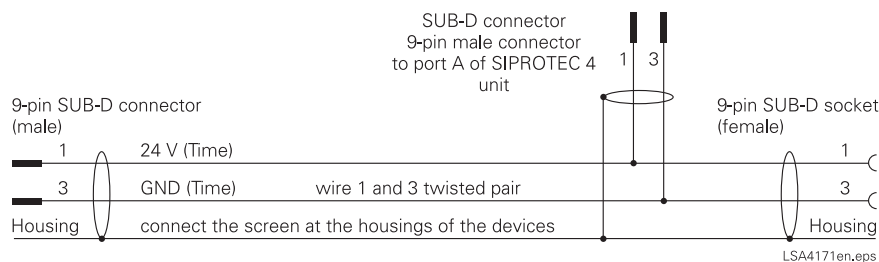 SUB-D connector
9-pin male connector
to port A of SIPROTEC 4
unit
1 3
9-pin SUB-D connector
(male)
9-pin SUB-D socket
(female)
1 24 V (Time) 1
3 GND (Time) wire 1 and 3 twisted pair 3
Housing connect the screen at the housings of the devices Housing
LSA4171en.eps